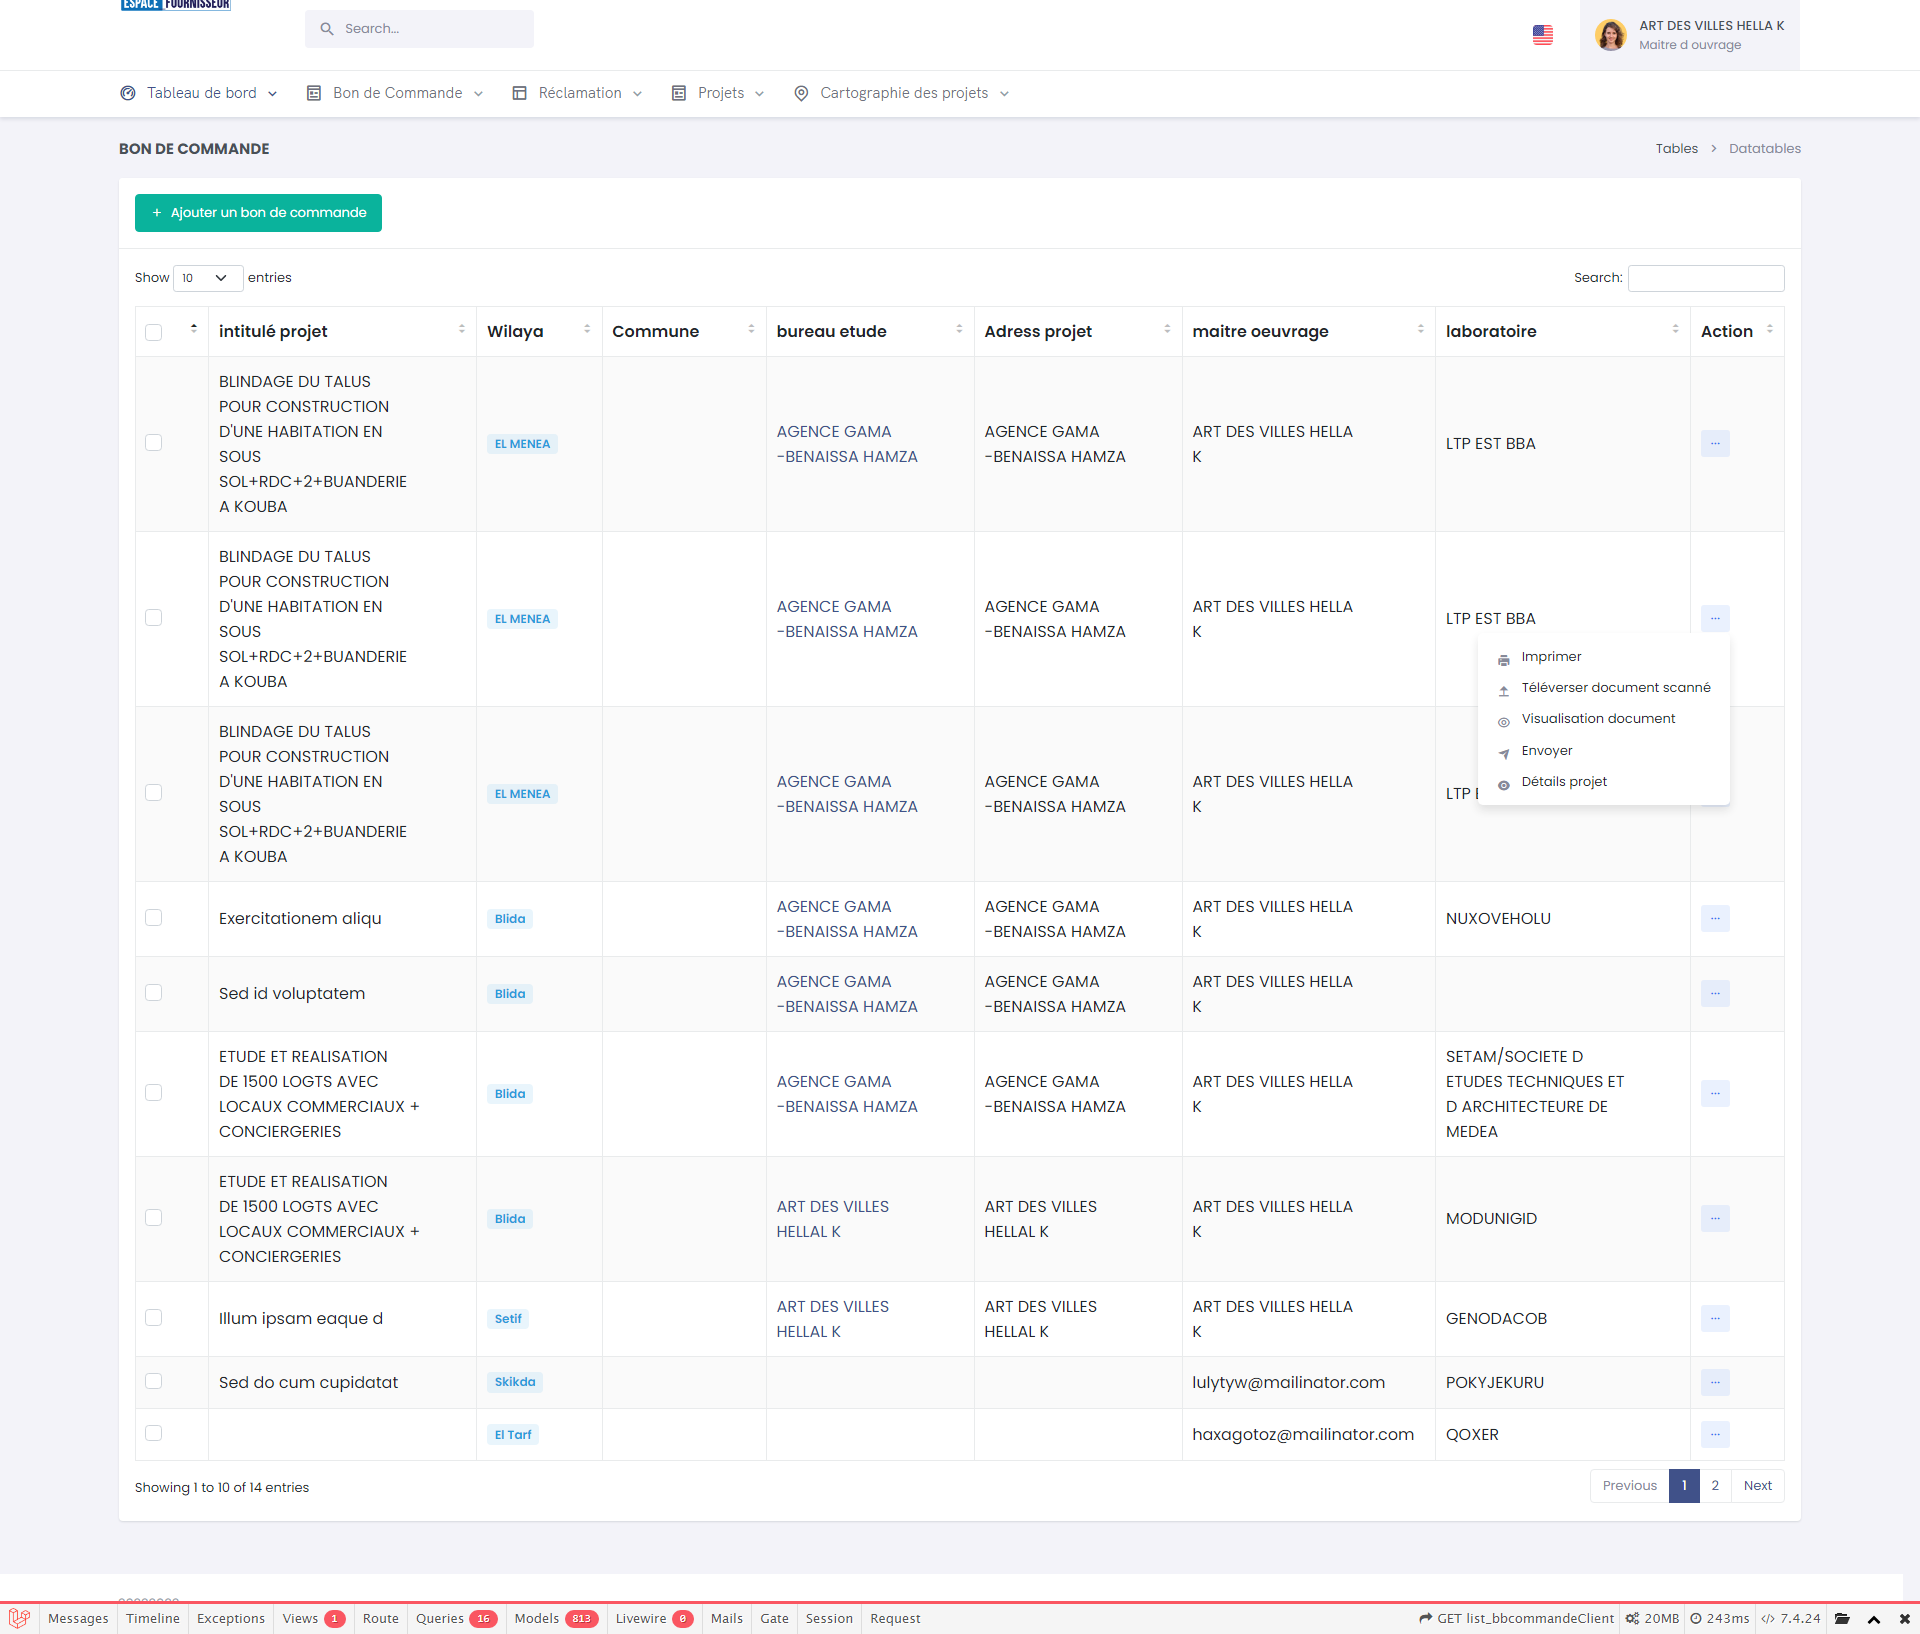 ESPACE FOURNISSEUR
Search...
ART DES VILLES HELLA K
Maitre d ouvrage
Tableau de bord
Bon de Commande
Réclamation
Projets
Cartographie des projets
BON DE COMMANDE
Tables > Datatables
+ Ajouter un bon de commande
Show 10 entries
Search:
intitulé projet
Wilaya
Commune
bureau etude
Adress projet
maitre oeuvrage
laboratoire
Action
BLINDAGE DU TALUS
POUR CONSTRUCTION
D'UNE HABITATION EN
SOUS
SOL+RDC+2+BUANDERIE
A KOUBA
EL MENEA
AGENCE GAMA
-BENAISSA HAMZA
AGENCE GAMA
-BENAISSA HAMZA
ART DES VILLES HELLA
K
LTP EST BBA
...
BLINDAGE DU TALUS
POUR CONSTRUCTION
D'UNE HABITATION EN
SOUS
SOL+RDC+2+BUANDERIE
A KOUBA
EL MENEA
AGENCE GAMA
-BENAISSA HAMZA
AGENCE GAMA
-BENAISSA HAMZA
ART DES VILLES HELLA
K
LTP EST BBA
...
Imprimer
Téléverser document scanné
Visualisation document
Envoyer
Détails projet
BLINDAGE DU TALUS
POUR CONSTRUCTION
D'UNE HABITATION EN
SOUS
SOL+RDC+2+BUANDERIE
A KOUBA
EL MENEA
AGENCE GAMA
-BENAISSA HAMZA
AGENCE GAMA
-BENAISSA HAMZA
ART DES VILLES HELLA
K
LTP
Exercitationem aliqu
Blida
AGENCE GAMA
-BENAISSA HAMZA
AGENCE GAMA
-BENAISSA HAMZA
ART DES VILLES HELLA
K
NUXOVEHOLU
...
Sed id voluptatem
Blida
AGENCE GAMA
-BENAISSA HAMZA
AGENCE GAMA
-BENAISSA HAMZA
ART DES VILLES HELLA
K
...
ETUDE ET REALISATION
DE 1500 LOGTS AVEC
LOCAUX COMMERCIAUX +
CONCIERGERIES
Blida
AGENCE GAMA
-BENAISSA HAMZA
AGENCE GAMA
-BENAISSA HAMZA
ART DES VILLES HELLA
K
SETAM/SOCIETE D
ETUDES TECHNIQUES ET
D ARCHITECTEURE DE
MEDEA
...
ETUDE ET REALISATION
DE 1500 LOGTS AVEC
LOCAUX COMMERCIAUX +
CONCIERGERIES
Blida
ART DES VILLES
HELLAL K
ART DES VILLES
HELLAL K
ART DES VILLES HELLA
K
MODUNIGID
...
Illum ipsam eaque d
Setif
ART DES VILLES
HELLAL K
ART DES VILLES
HELLAL K
ART DES VILLES HELLA
K
GENODACOB
...
Sed do cum cupidatat
Skikda
lulytyw@mailinator.com
POKYJEKURU
...
El Tarf
haxagotoz@mailinator.com
QOXER
...
Showing 1 to 10 of 14 entries
Previous 1 2 Next
Messages Timeline Exceptions Views 1 Route Queries 16 Models 813 Livewire 0 Mails Gate Session Request GET list_bbcommandeClient 20MB 243ms </> 7.4.24